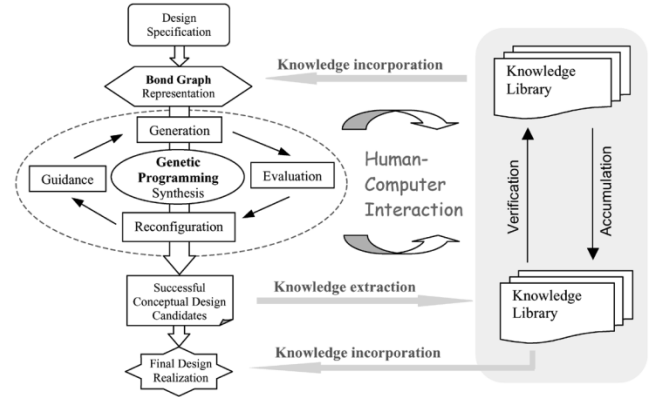 Design
Specification
Knowledge incorporation
Bond Graph
Representation
Knowledge
Library
Generation
Genetic
Programming
Synthesis
Guidance
Evaluation
Reconfiguration
Human-
Computer
Interaction
Verification
Accumulation
Successful
Conceptual Design
Candidates
Knowledge extraction
Knowledge
Library
Knowledge incorporation
Final Design
Realization